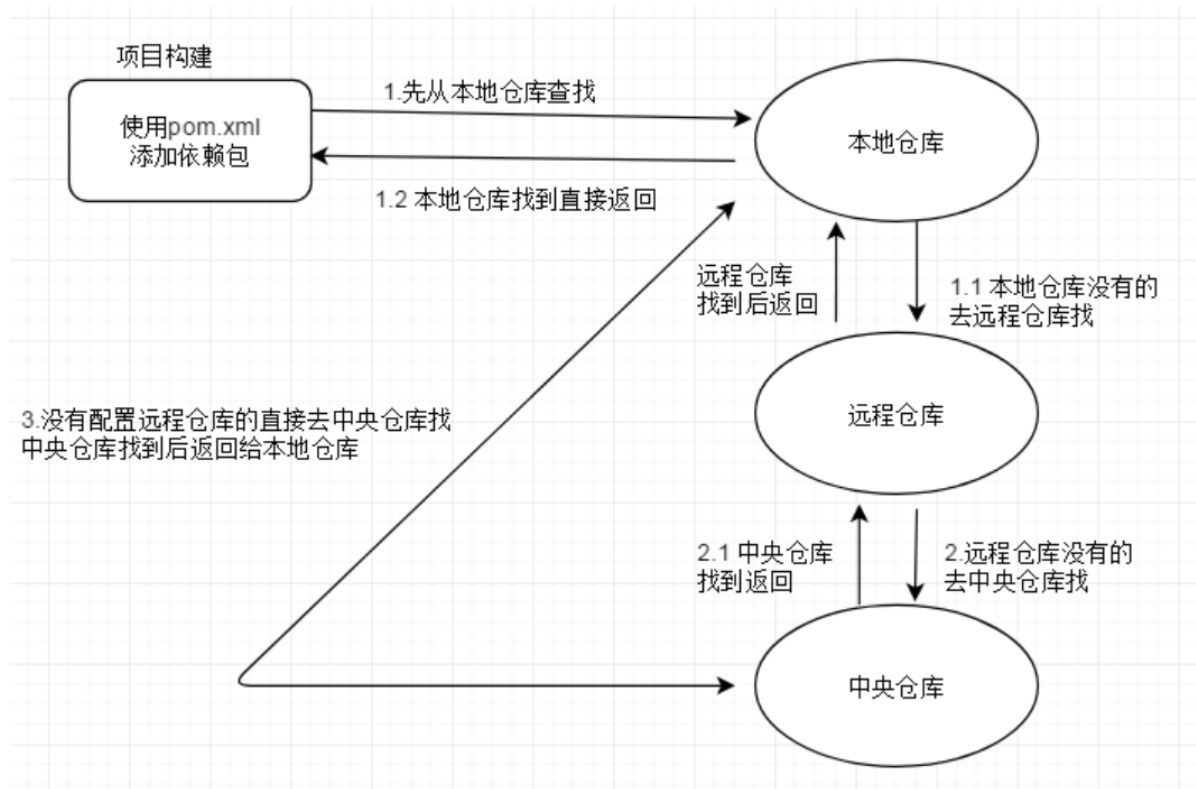 项目构建
使用pom.xml
添加依赖包
1.先从本地仓库查找
1.2 本地仓库找到直接返回
本地仓库
远程仓库
找到后返回
1.1 本地仓库没有的
去远程仓库找
远程仓库
3.没有配置远程仓库的直接去中央仓库找
中央仓库找到后返回给本地仓库
2.1 中央仓库
找到返回
2.远程仓库没有的
去中央仓库找
中央仓库